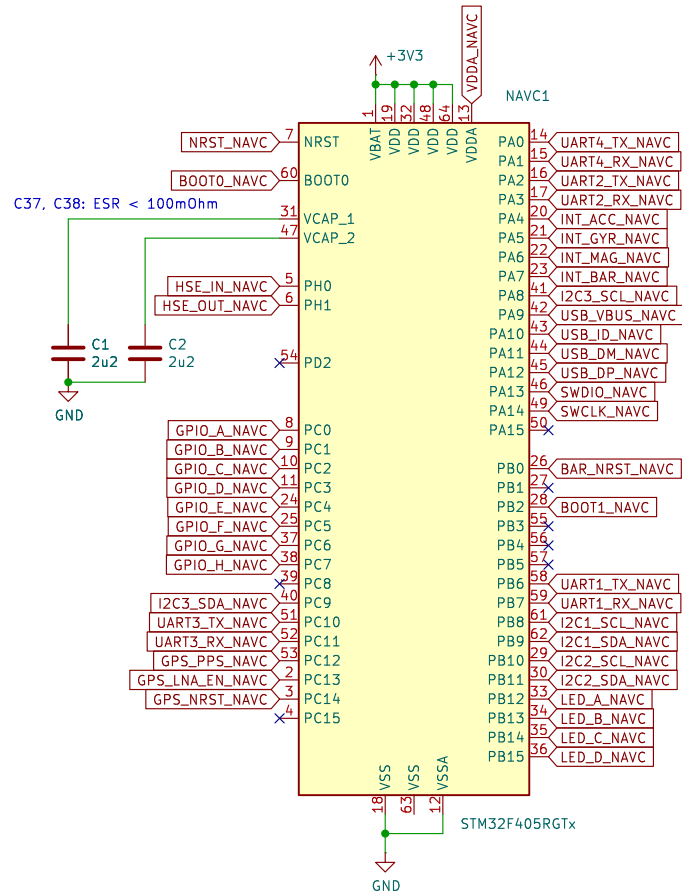 VDDA_NAVC
+3V3
NAVC1
1
19
32
48
64
13
VBAT
VDD
VDD
VDD
VDD
VDDA
NRST_NAVC 7 NRST
PA0 14 UART4_TX_NAVC
PA1 15 UART4_RX_NAVC
BOOT0_NAVC 60 BOOT0
PA2 16 UART2_TX_NAVC
PA3 17 UART2_RX_NAVC
C37, C38: ESR < 100mOhm
31 VCAP_1
PA4 20 INT_ACC_NAVC
47 VCAP_2
PA5 21 INT_GYR_NAVC
PA6 22 INT_MAG_NAVC
PA7 23 INT_BAR_NAVC
HSE_IN_NAVC 5 PH0
PA8 41 I2C3_SCL_NAVC
HSE_OUT_NAVC 6 PH1
PA9 42 USB_VBUS_NAVC
PA10 43 USB_ID_NAVC
C1
2u2
C2
2u2
PA11 44 USB_DM_NAVC
54 PD2
PA12 45 USB_DP_NAVC
PA13 46 SWDIO_NAVC
GND
PA14 49 SWCLK_NAVC
GPIO_A_NAVC 8 PC0
PA15 50
GPIO_B_NAVC 9 PC1
GPIO_C_NAVC 10 PC2
PB0 26 BAR_NRST_NAVC
GPIO_D_NAVC 11 PC3
PB1 27
GPIO_E_NAVC 24 PC4
PB2 28 BOOT1_NAVC
GPIO_F_NAVC 25 PC5
PB3 55
GPIO_G_NAVC 37 PC6
PB4 56
GPIO_H_NAVC 38 PC7
PB5 57
39 PC8
PB6 58 UART1_TX_NAVC
I2C3_SDA_NAVC 40 PC9
PB7 59 UART1_RX_NAVC
UART3_TX_NAVC 51 PC10
PB8 61 I2C1_SCL_NAVC
UART3_RX_NAVC 52 PC11
PB9 62 I2C1_SDA_NAVC
GPS_PPS_NAVC 53 PC12
PB10 29 I2C2_SCL_NAVC
GPS_LNA_EN_NAVC 2 PC13
PB11 30 I2C2_SDA_NAVC
GPS_NRST_NAVC 3 PC14
PB12 33 LED_A_NAVC
4 PC15
PB13 34 LED_B_NAVC
PB14 35 LED_C_NAVC
PB15 36 LED_D_NAVC
VSS
VSS
VSSA
18
63
12
STM32F405RGTx
GND